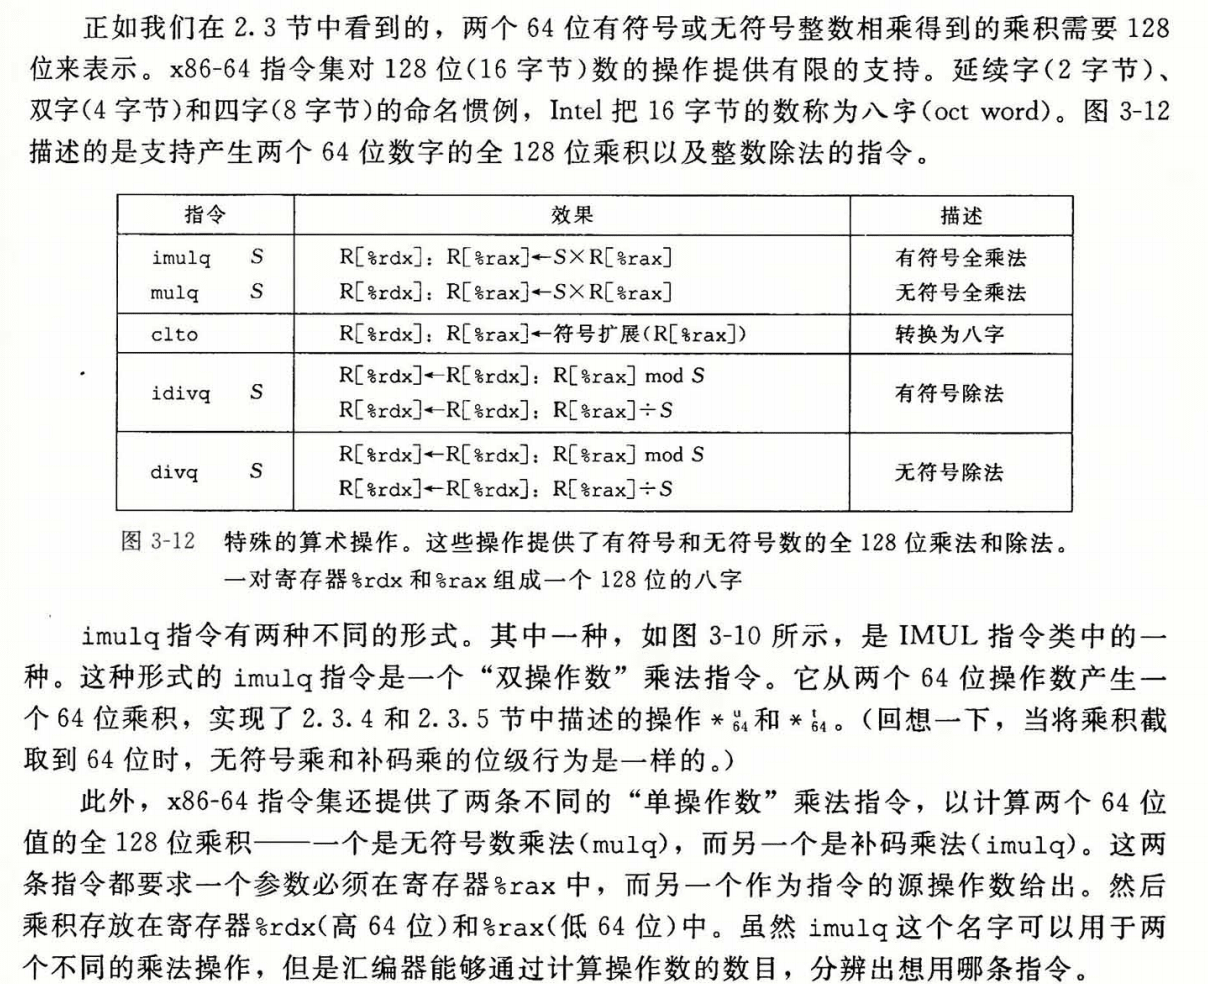 正如我们在 2.3 节中看到的，两个 64 位有符号或无符号整数相乘得到的乘积需要 128
位来表示。x86-64 指令集对 128 位(16 字节)数的操作提供有限的支持。延续字(2 字节)、
双字(4 字节)和四字(8 字节)的命名惯例，Intel 把 16 字节的数称为八字(oct word)。图 3-12
描述的是支持产生两个 64 位数字的全 128 位乘积以及整数除法的指令。
指令 效果 描述
imulq S R[%rdx]: R[%rax]←S×R[%rax] 有符号全乘法
mulq S R[%rdx]: R[%rax]←S×R[%rax] 无符号全乘法
clto R[%rdx]: R[%rax]←符号扩展(R[%rax]) 转换为八字
idivq S R[%rdx]←R[%rdx]: R[%rax] mod S 有符号除法
R[%rdx]←R[%rdx]: R[%rax]÷S
divq S R[%rdx]←R[%rdx]: R[%rax] mod S 无符号除法
R[%rdx]←R[%rdx]: R[%rax]÷S
图 3-12 特殊的算术操作。这些操作提供了有符号和无符号数的全 128 位乘法和除法。
一对寄存器%rdx 和%rax 组成一个 128 位的八字
imulq 指令有两种不同的形式。其中一种，如图 3-10 所示，是 IMUL 指令类中的一
种。这种形式的 imulq 指令是一个“双操作数”乘法指令。它从两个 64 位操作数产生一
个 64 位乘积，实现了 2.3.4 和 2.3.5 节中描述的操作 *ᵘ₆₄和 *ᵗ₆₄。(回想一下，当将乘积截
取到 64 位时，无符号乘和补码乘的位级行为是一样的。)
此外，x86-64 指令集还提供了两条不同的“单操作数”乘法指令，以计算两个 64 位
值的全 128 位乘积——一个是无符号数乘法(mulq)，而另一个是补码乘法(imulq)。这两
条指令都要求一个参数必须在寄存器%rax 中，而另一个作为指令的源操作数给出。然后
乘积存放在寄存器%rdx(高 64 位)和%rax(低 64 位)中。虽然 imulq 这个名字可以用于两
个不同的乘法操作，但是汇编器能够通过计算操作数的数目，分辨出想用哪条指令。